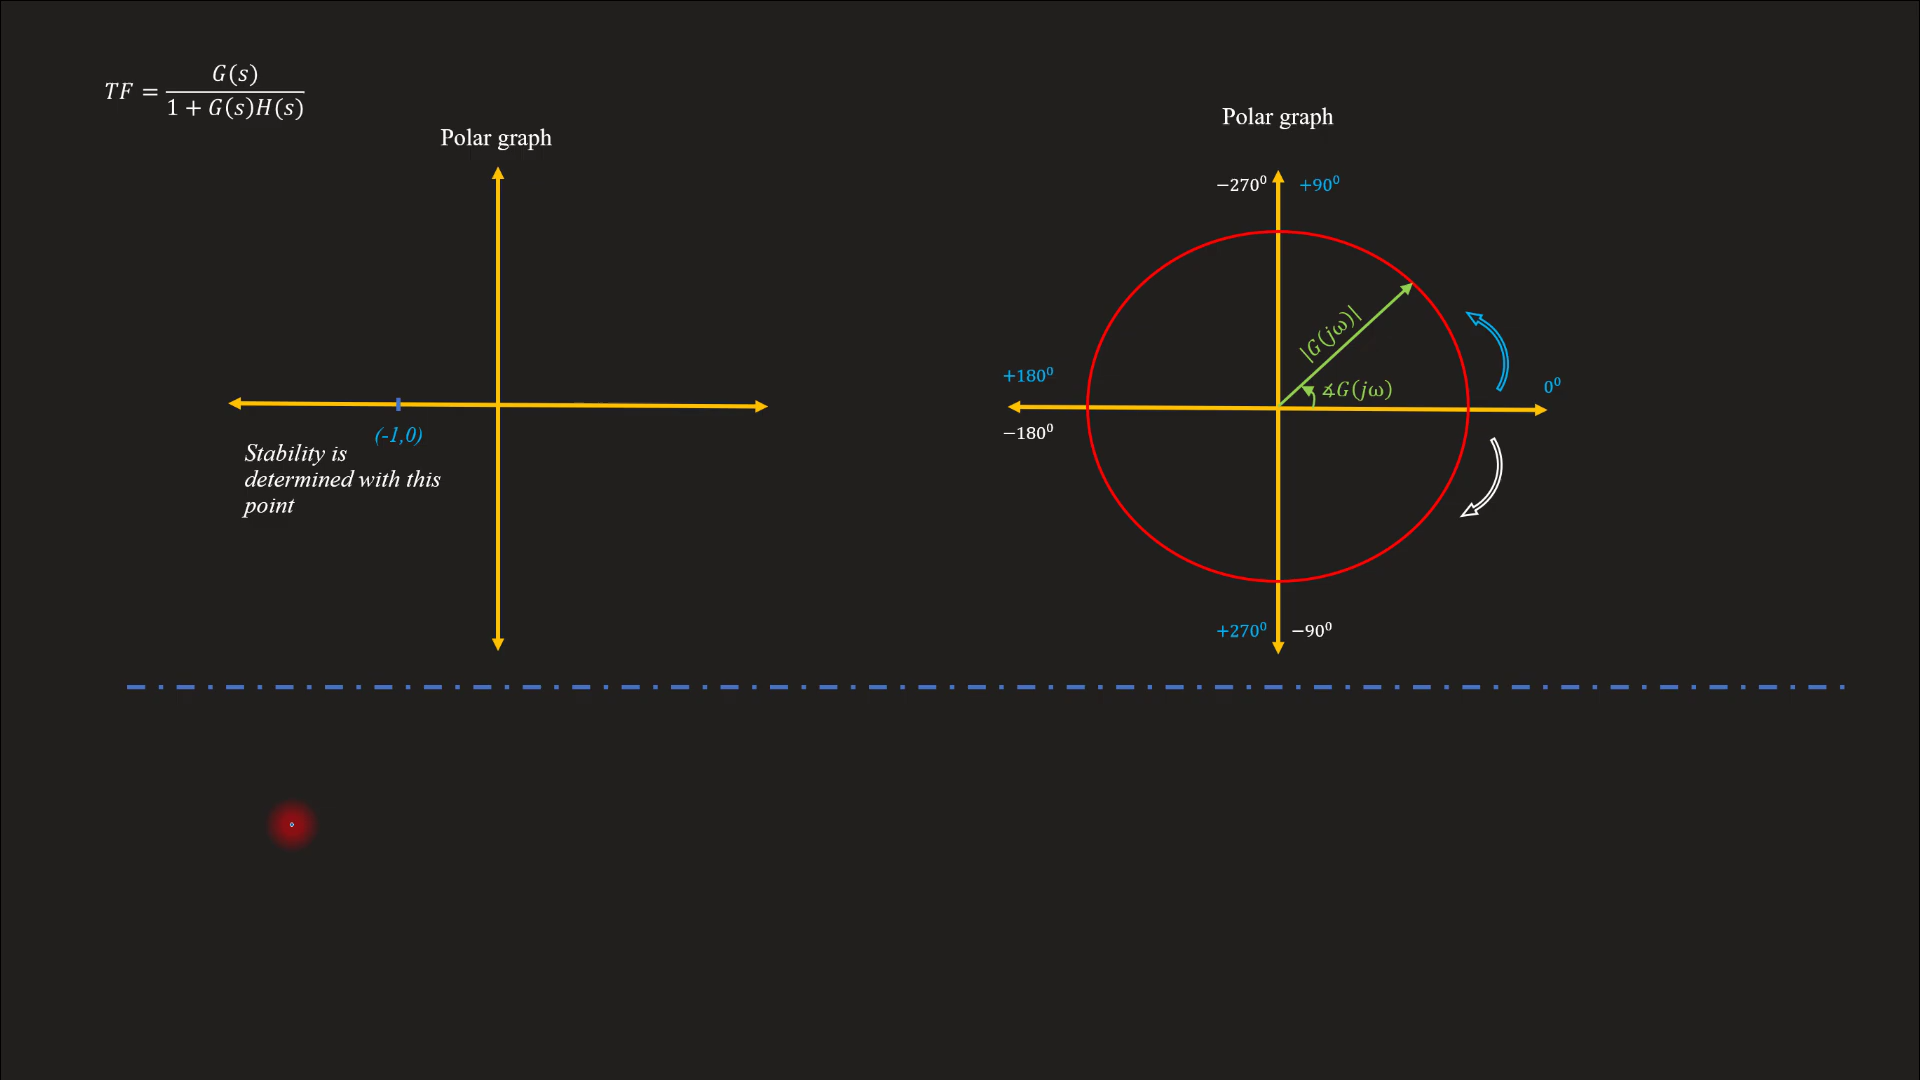 TF = G(s) / 1 + G(s)H(s)
Polar graph
(-1,0)
Stability is
determined with this
point
Polar graph
−270⁰ +90⁰
|G(jω)|
∡G(jω)
+180⁰
0⁰
−180⁰
+270⁰ −90⁰